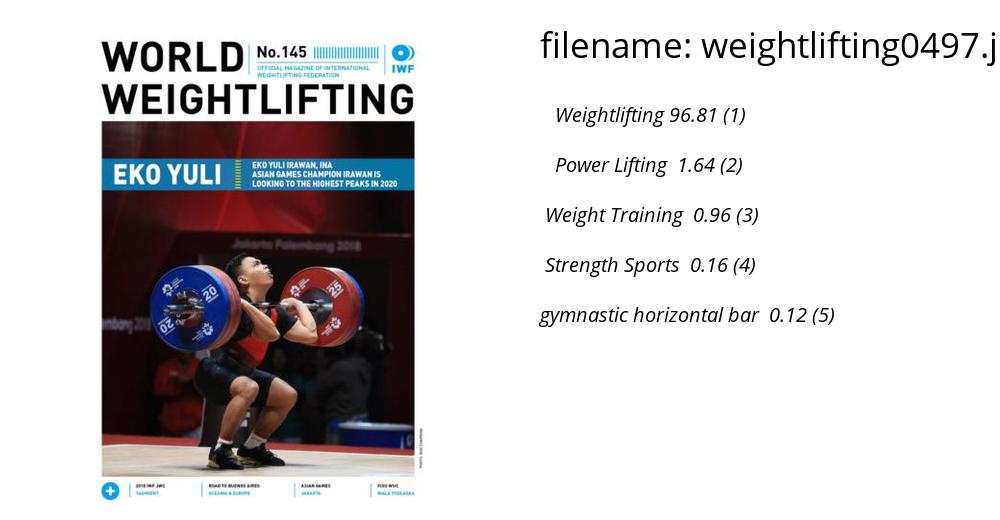 WORLD
No.145
OFFICIAL MAGAZINE OF INTERNATIONAL
WEIGHTLIFTING FEDERATION
IWF
WEIGHTLIFTING
EKO YULI
EKO YULI IRAWAN, INA
ASIAN GAMES CHAMPION IRAWAN IS
LOOKING TO THE HIGHEST PEAKS IN 2020
Jakarta Palembang 2018
mbang 2018
20
20
25
2018 IWF JWC
TASHKENT
ROAD TO BUENOS AIRES
OCEANIA & EUROPE
ASIAN GAMES
JAKARTA
FISU WUC
BIALA PODLASKA
filename: weightlifting0497.j
Weightlifting 96.81 (1)
Power Lifting 1.64 (2)
Weight Training 0.96 (3)
Strength Sports 0.16 (4)
gymnastic horizontal bar 0.12 (5)